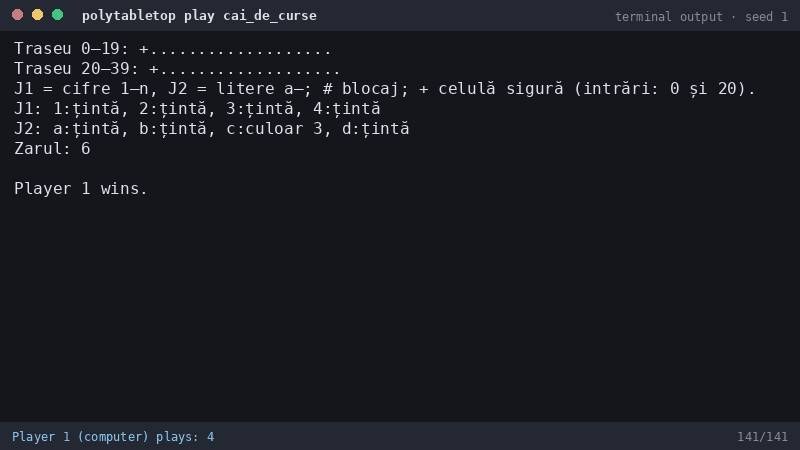 polytabletop play cai_de_curse
terminal output · seed 1
Traseu 0–19: +...................
Traseu 20–39: +...................
J1 = cifre 1–n, J2 = litere a–; # blocaj; + celulă sigură (intrări: 0 și 20).
J1: 1:țintă, 2:țintă, 3:țintă, 4:țintă
J2: a:țintă, b:țintă, c:culoar 3, d:țintă
Zarul: 6
Player 1 wins.
Player 1 (computer) plays: 4
141/141